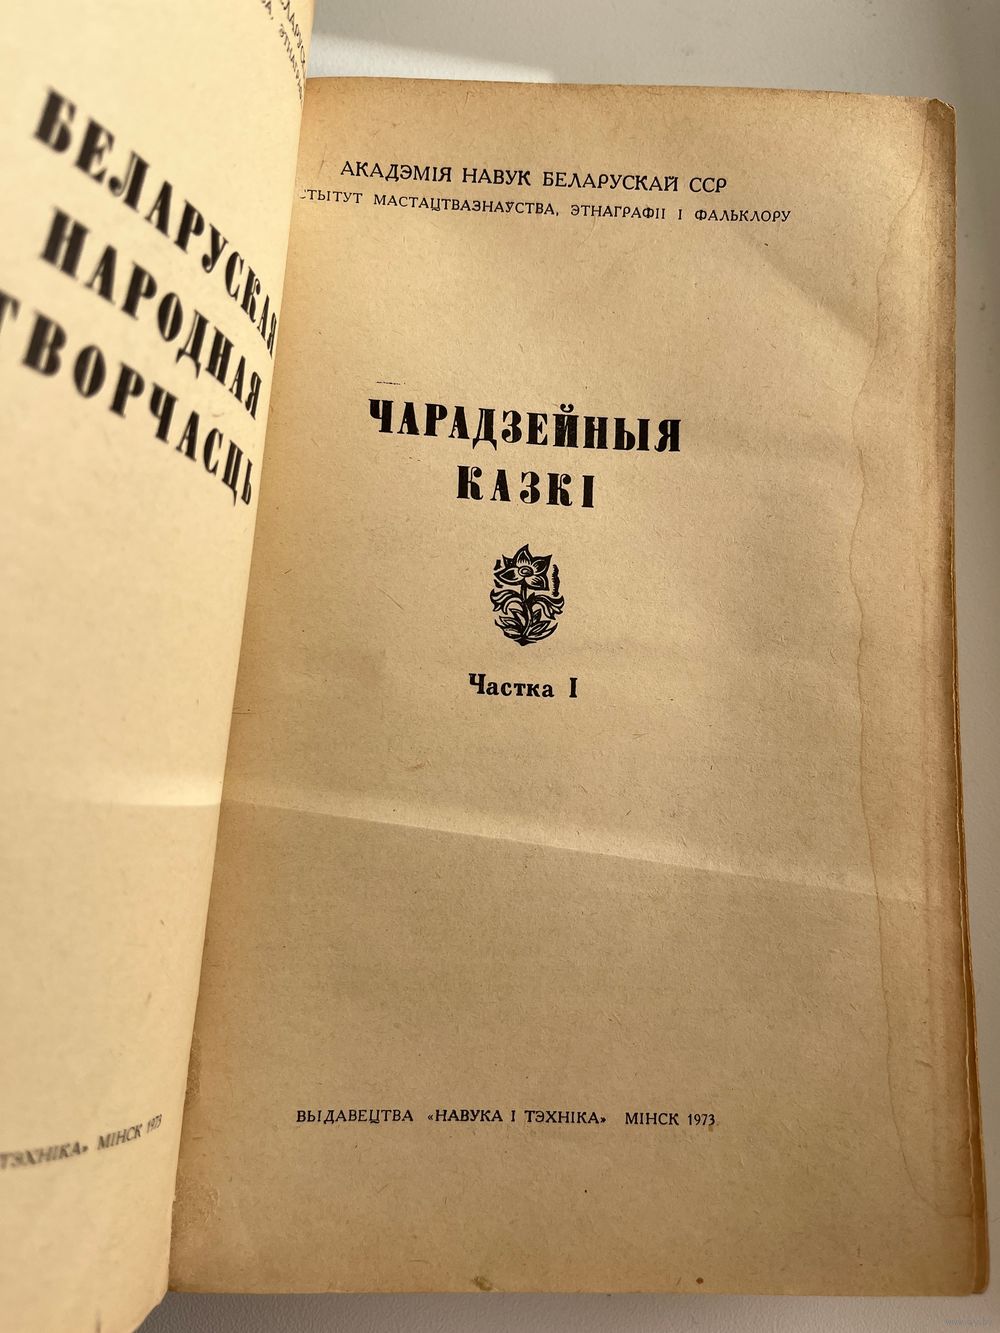 БЕЛАРУСКАЯ
НАРОДНАЯ
ТВОРЧАСЦЬ
ТЭХНІКА» МІНСК 1973
АКАДЭМІЯ НАВУК БЕЛАРУСКАЙ ССР
СТЫТУТ МАСТАЦТВАЗНАЎСТВА, ЭТНАГРАФІІ І ФАЛЬКЛОРУ
ЧАРАДЗЕЙНЫЯ
КАЗКІ
Частка I
ВЫДАВЕЦТВА «НАВУКА І ТЭХНІКА» МІНСК 1973